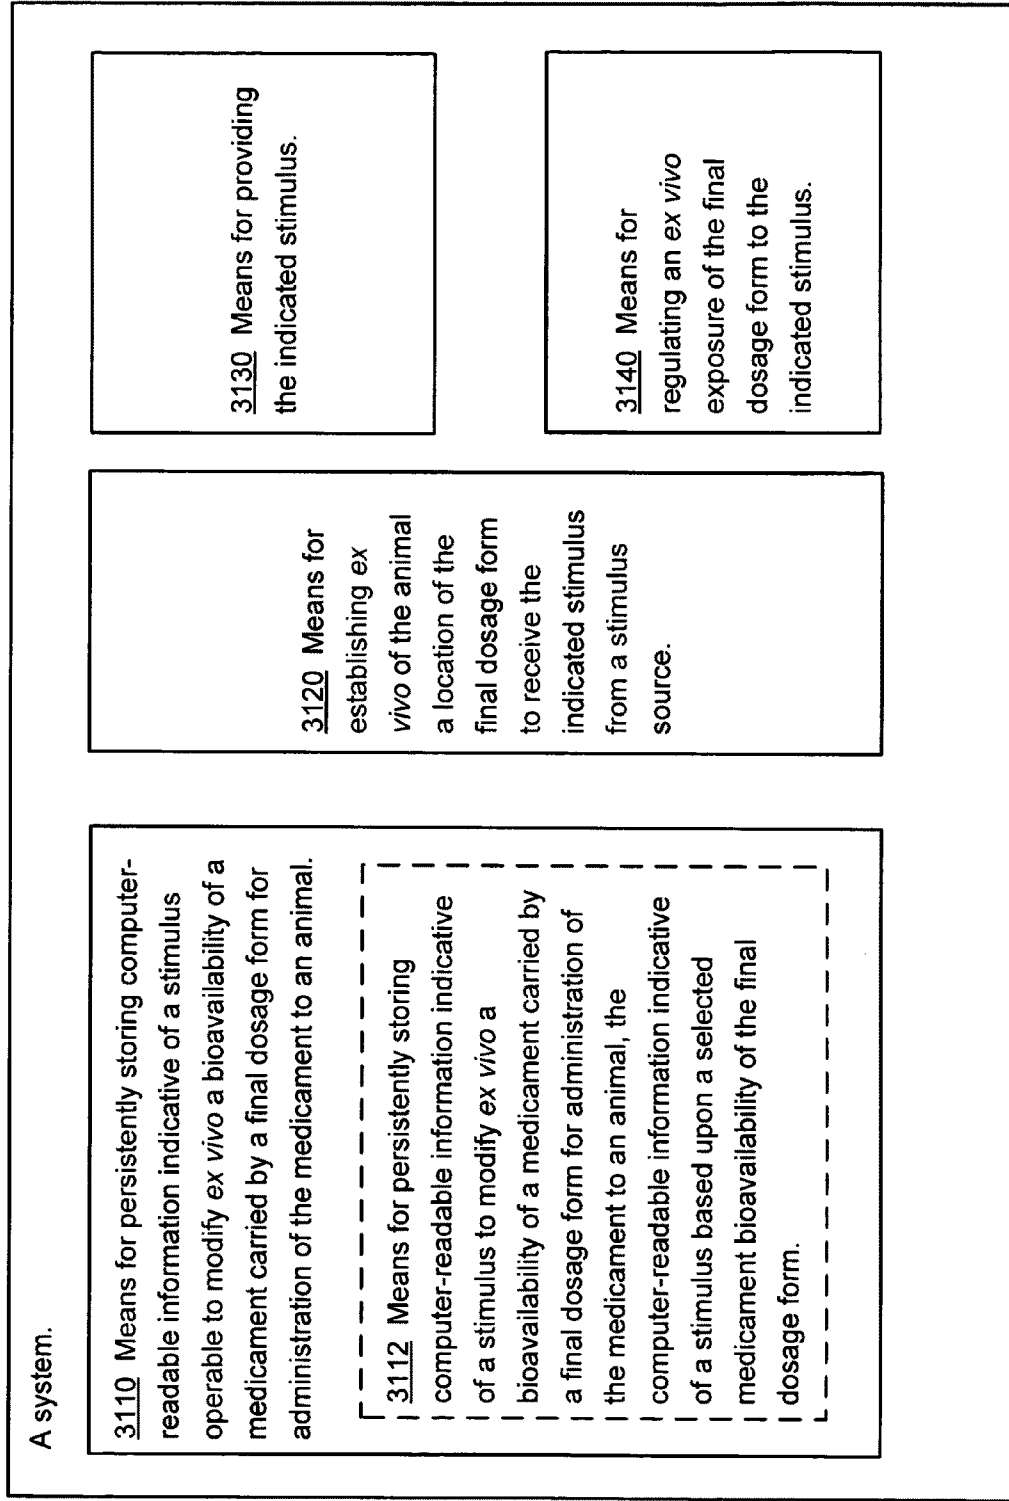 A system.
3110 Means for persistently storing computer-
readable information indicative of a stimulus
operable to modify ex vivo a bioavailability of a
medicament carried by a final dosage form for
administration of the medicament to an animal.
3112 Means for persistently storing
computer-readable information indicative
of a stimulus to modify ex vivo a
bioavailability of a medicament carried by
a final dosage form for administration of
the medicament to an animal, the
computer-readable information indicative
of a stimulus based upon a selected
medicament bioavailability of the final
dosage form.
3120 Means for
establishing ex
vivo of the animal
a location of the
final dosage form
to receive the
indicated stimulus
from a stimulus
source.
3130 Means for providing
the indicated stimulus.
3140 Means for
regulating an ex vivo
exposure of the final
dosage form to the
indicated stimulus.